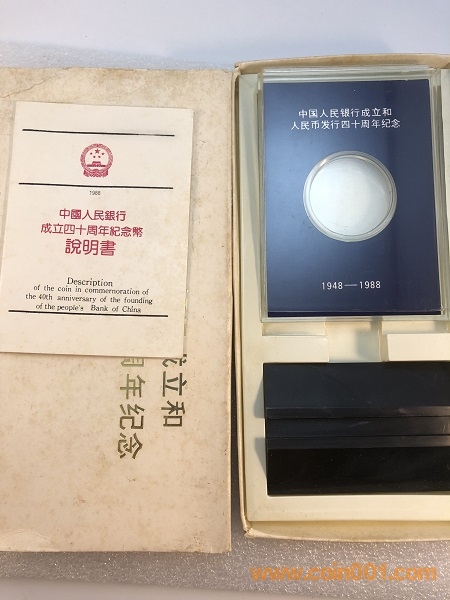 1988
中國人民銀行
成立四十周年紀念幣
說明書
Description
of the coin in commemoration of
the 40th anniversary of the founding
of the people's Bank of China
成立和
周年纪念
中国人民银行成立和
人民币发行四十周年纪念
1948—1988
www.coin001.com